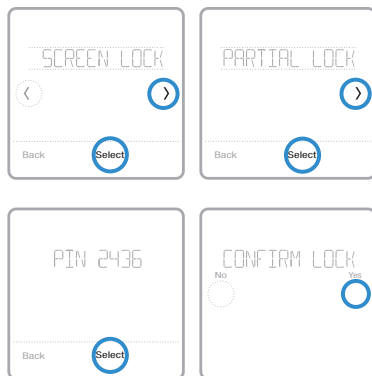 SCREEN LOCK
Back Select
PARTIAL LOCK
Back Select
PIN 2436
Back Select
CONFIRM LOCK
No Yes